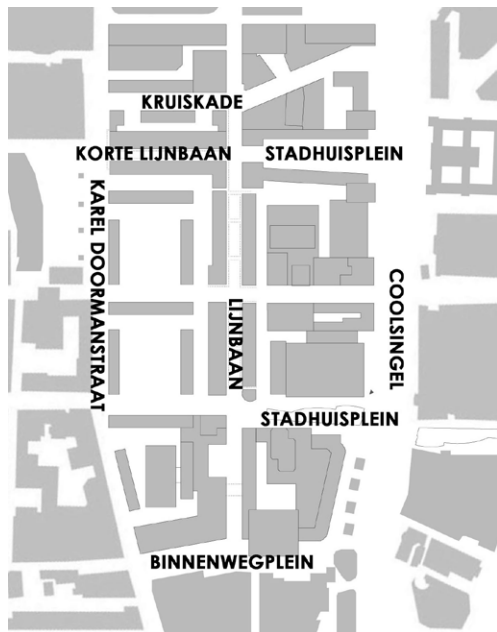 KRUISKADE
KORTE LIJNBAAN
STADHUISPLEIN
KAREL DOORMANSTRAAT
LIJNBAAN
COOLSINGEL
STADHUISPLEIN
BINNENWEGPLEIN